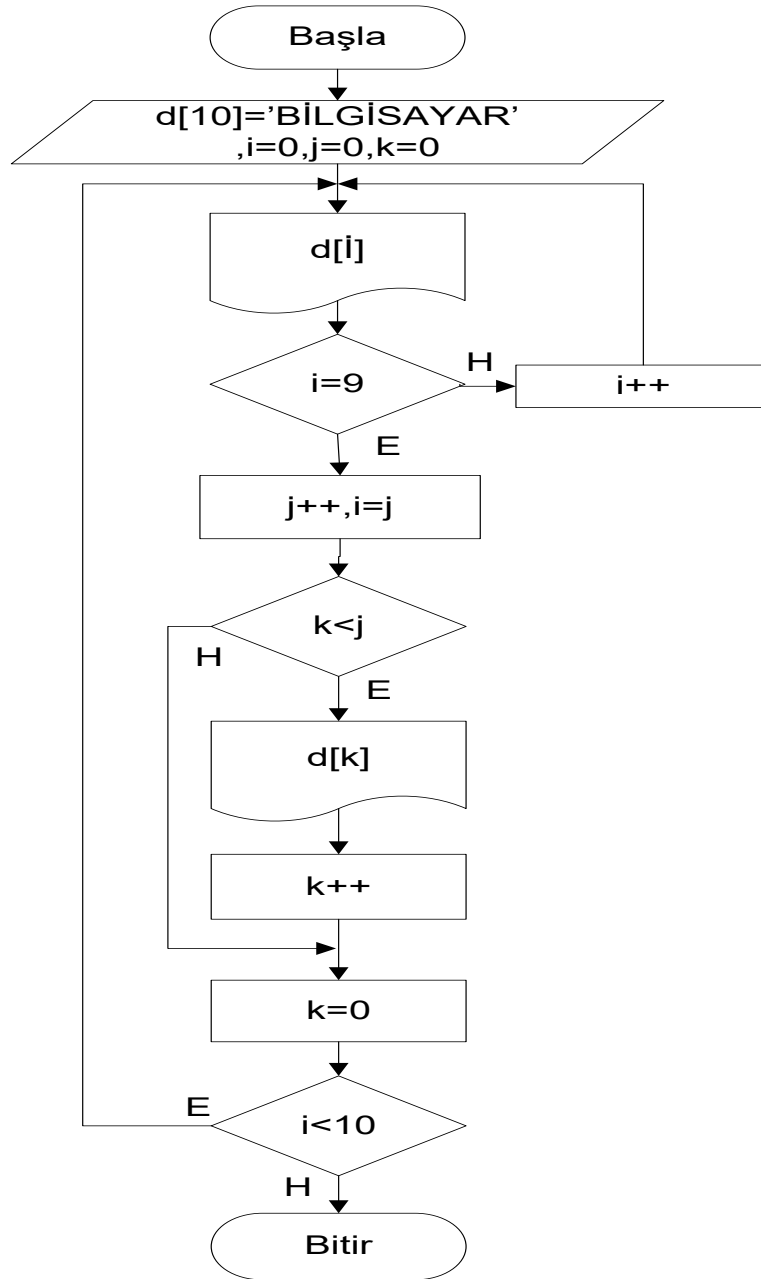 Başla
d[10]='BİLGİSAYAR'
,i=0,j=0,k=0
d[İ]
i=9
H
i++
E
j++,i=j
k<j
H
E
d[k]
k++
k=0
E
i<10
H
Bitir